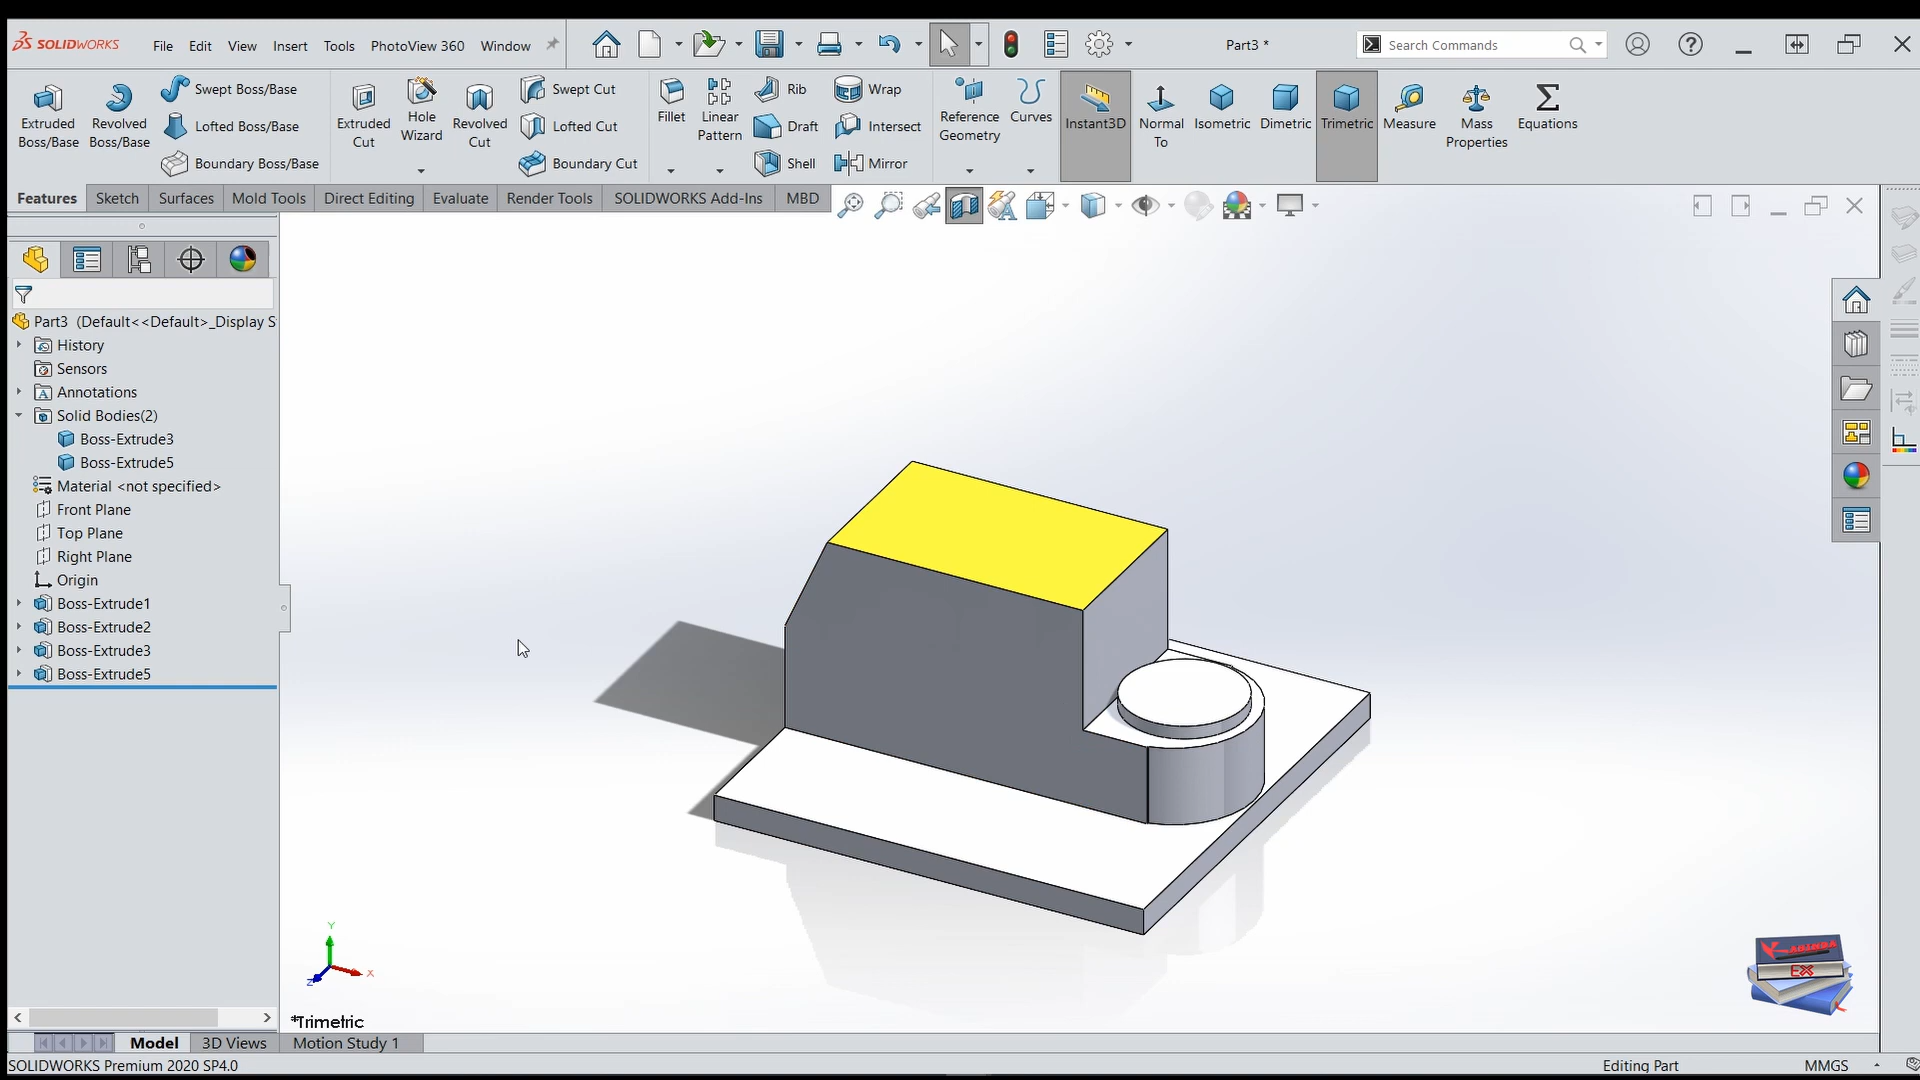 SOLIDWORKS File Edit View Insert Tools PhotoView 360 Window Part3 * Search Commands
Extruded Boss/Base
Revolved Boss/Base
Swept Boss/Base
Lofted Boss/Base
Boundary Boss/Base
Extruded Cut
Hole Wizard
Revolved Cut
Swept Cut
Lofted Cut
Boundary Cut
Fillet
Linear Pattern
Rib
Draft
Shell
Wrap
Intersect
Mirror
Reference Geometry
Curves
Instant3D
Normal To
Isometric
Dimetric
Trimetric
Measure
Mass Properties
Equations
Features Sketch Surfaces Mold Tools Direct Editing Evaluate Render Tools SOLIDWORKS Add-Ins MBD
Part3 (Default<<Default>_Display S
History
Sensors
Annotations
Solid Bodies(2)
Boss-Extrude3
Boss-Extrude5
Material <not specified>
Front Plane
Top Plane
Right Plane
Origin
Boss-Extrude1
Boss-Extrude2
Boss-Extrude3
Boss-Extrude5
Y
X
Z
*Trimetric
EX
Model 3D Views Motion Study 1
SOLIDWORKS Premium 2020 SP4.0 Editing Part MMGS